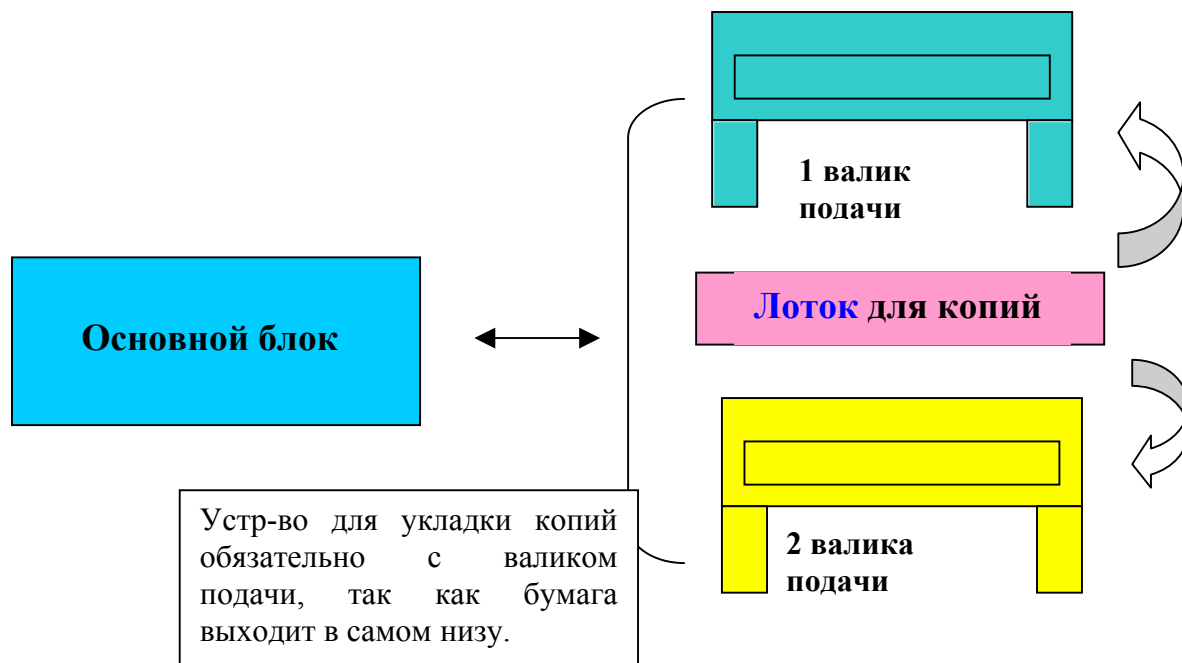 1 валик
подачи
Основной блок
Лоток для копий
Устр-во для укладки копий
обязательно с валиком
подачи, так как бумага
выходит в самом низу.
2 валика
подачи